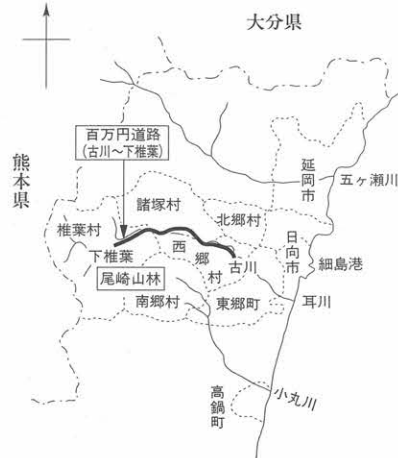 大分県
百万円道路
(古川〜下椎葉)
熊本県
延岡市
五ヶ瀬川
諸塚村
北郷村
椎葉村
日向市
西郷村
下椎葉
古川
細島港
尾崎山林
南郷村
東郷町
耳川
高鍋町
小丸川